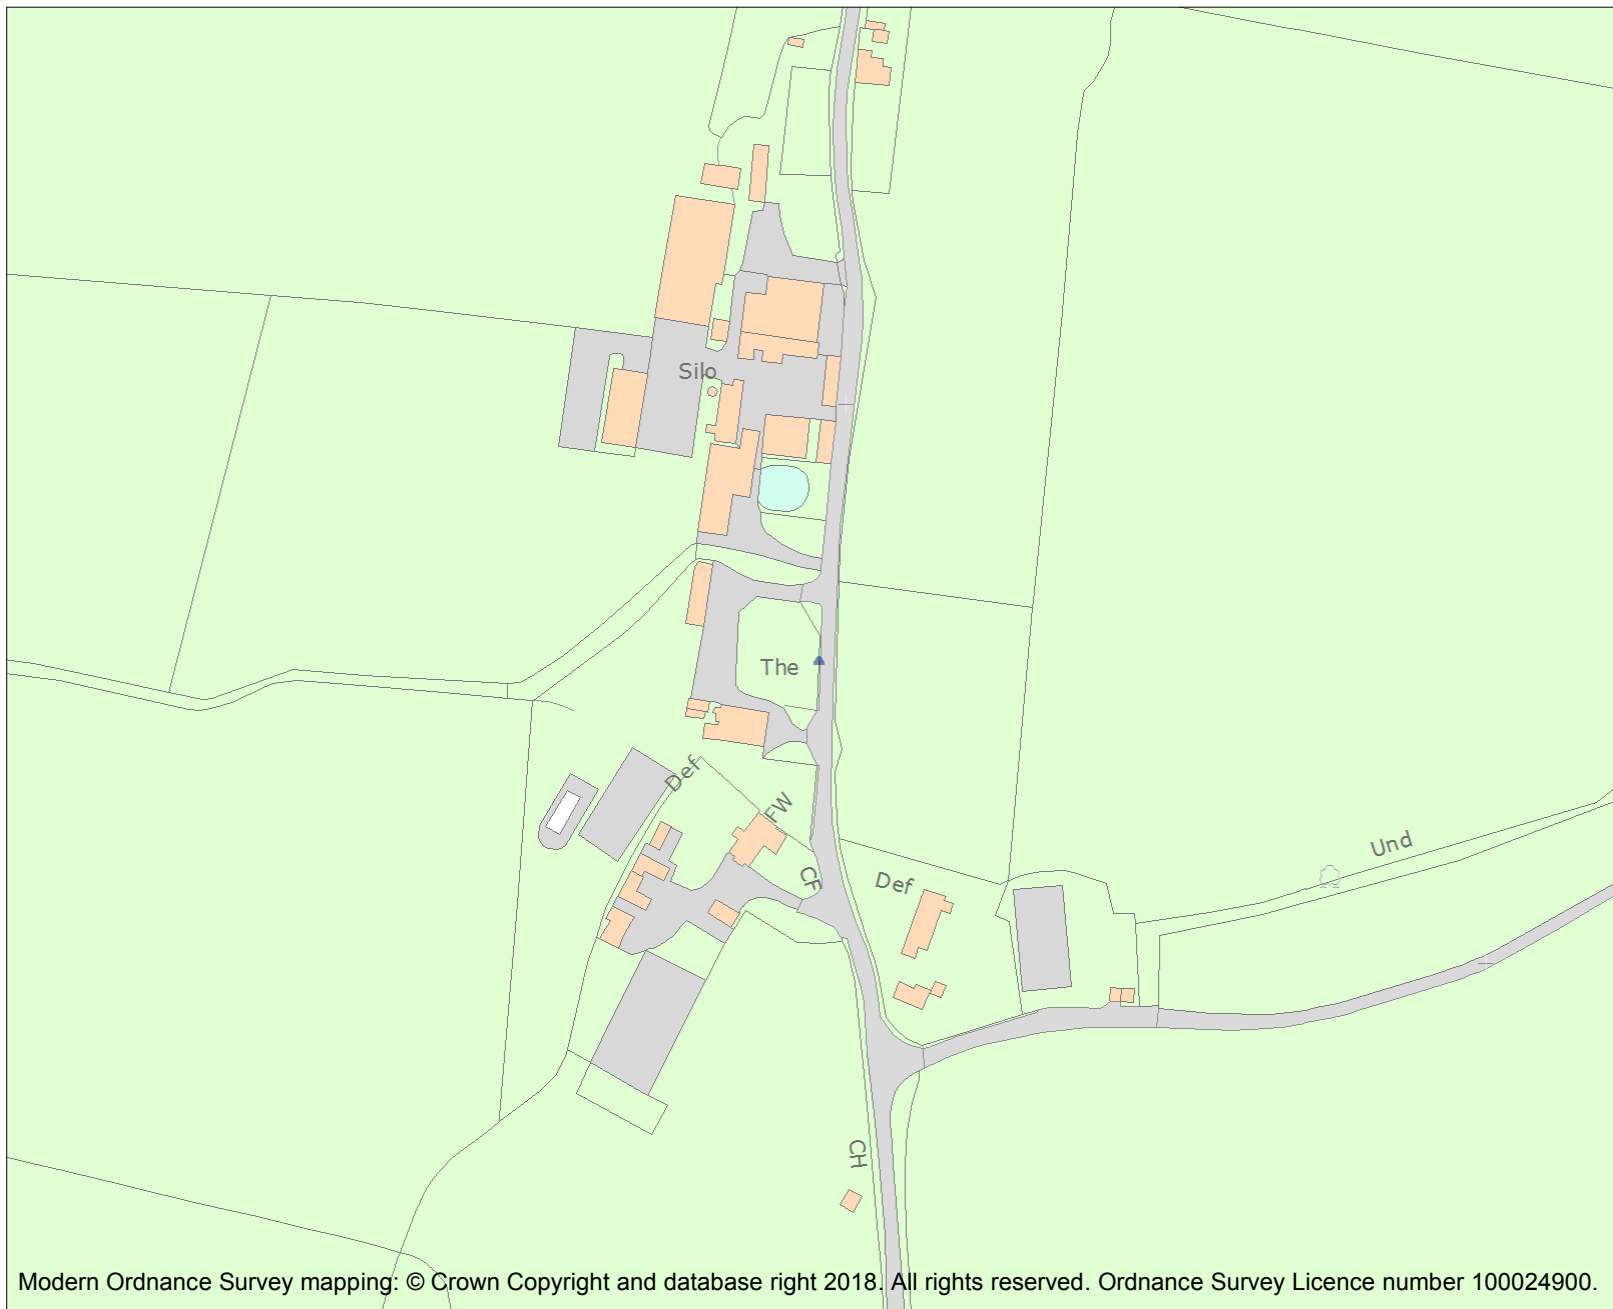 Silo
The
Def
FW
Und
CF
Def
CH
Modern Ordnance Survey mapping: © Crown Copyright and database right 2018. All rights reserved. Ordnance Survey Licence number 100024900.